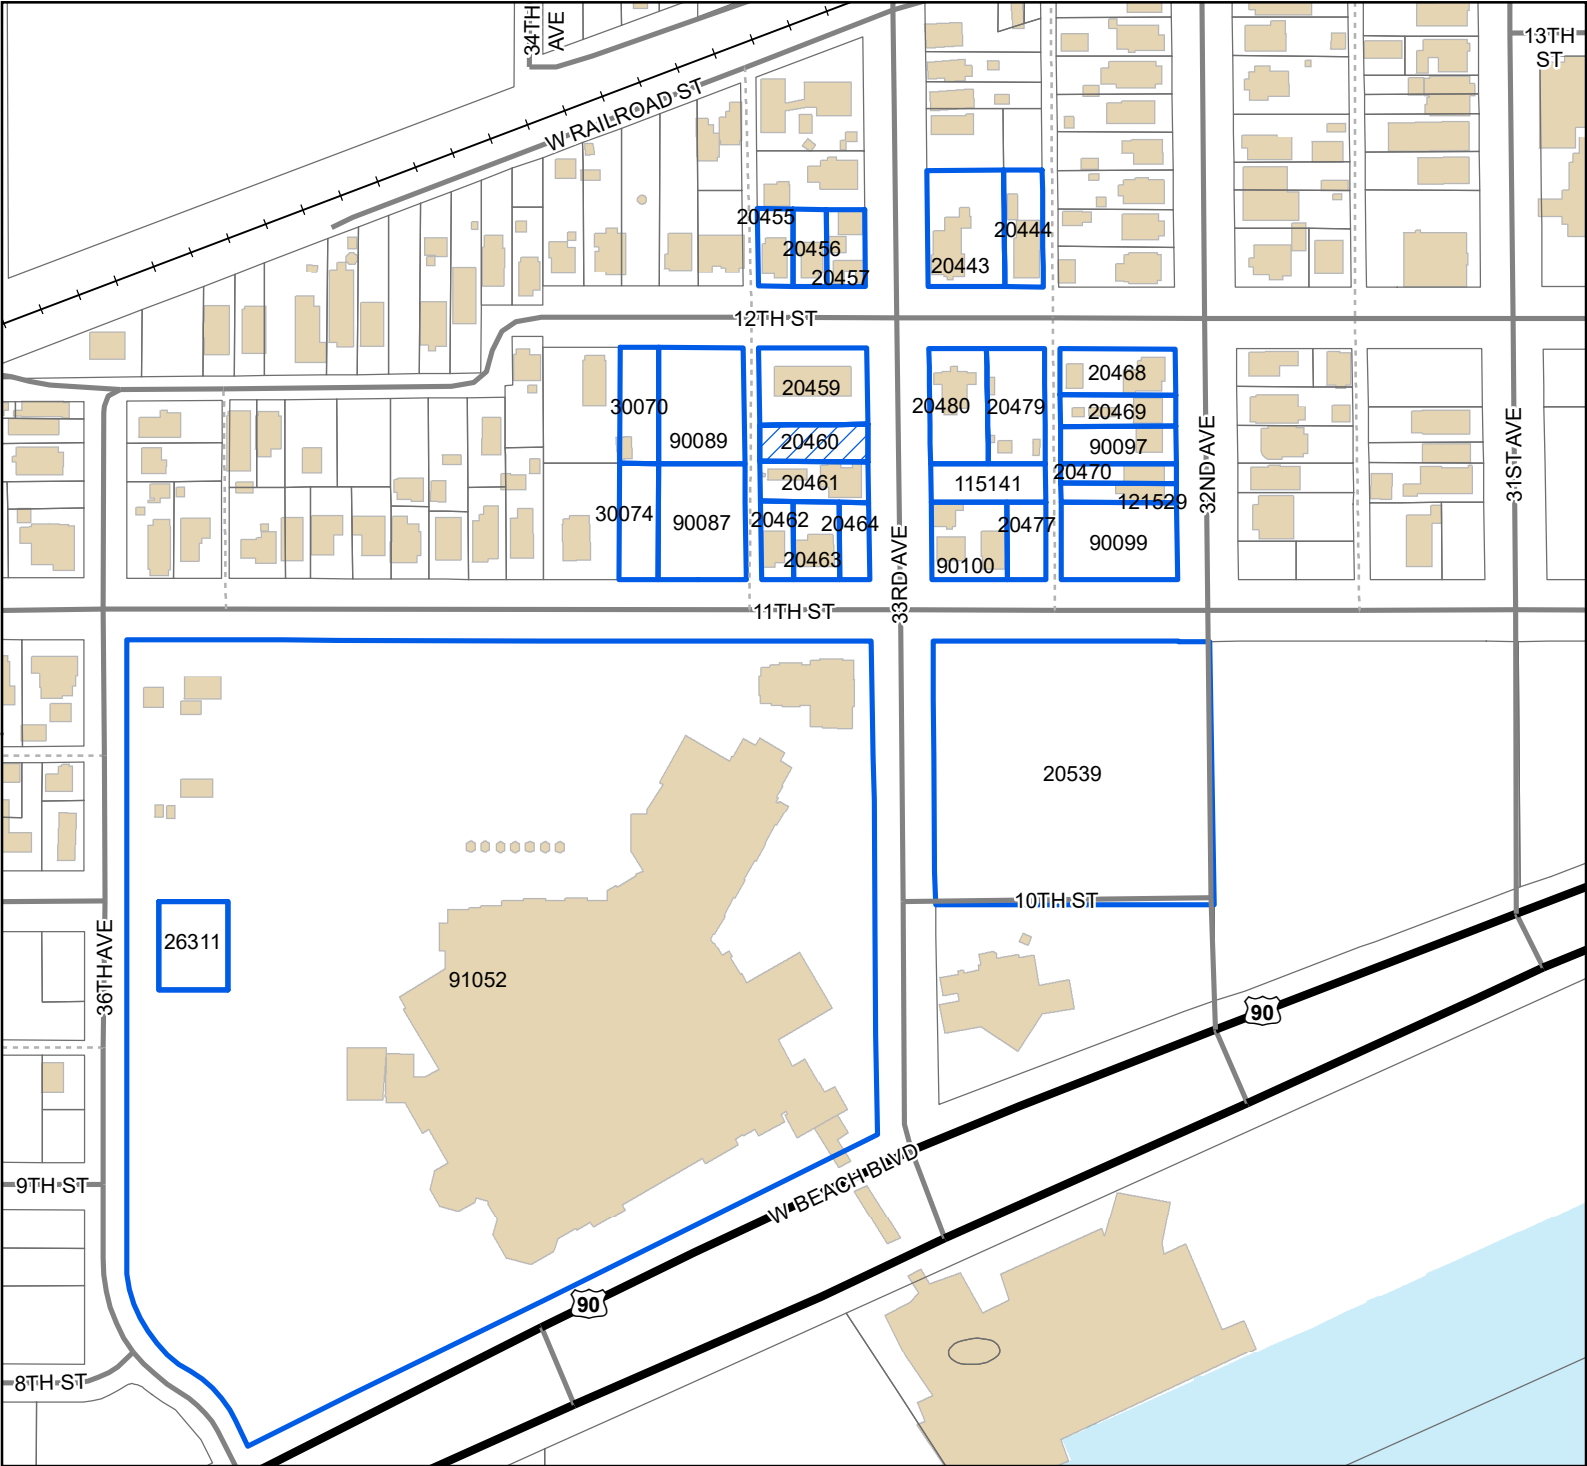 34TH
AVE
13TH
ST
W RAILROAD ST
20455
20456
20457
20444
20443
12TH ST
20459
20468
30070
90089
20460
20480
20479
20469
90097
20470
20461
115141
121529
30074
90087
20462
20464
20463
20477
90100
90099
32ND AVE
31ST AVE
33RD AVE
11TH ST
20539
10TH ST
36TH AVE
26311
91052
90
W BEACH BLVD
9TH ST
90
8TH ST